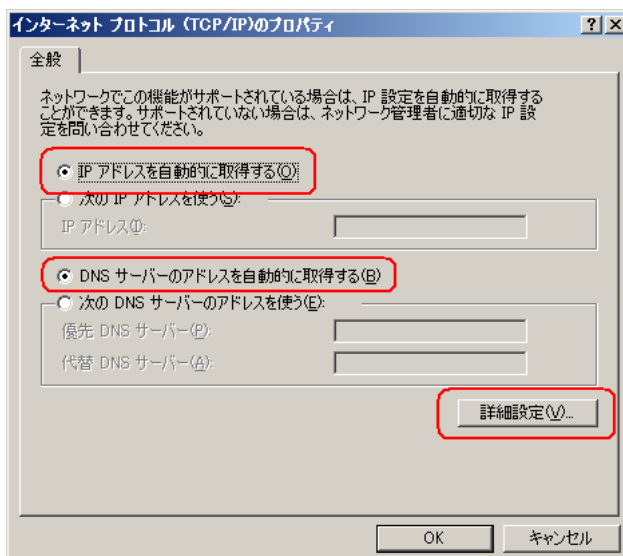 インターネット プロトコル (TCP/IP)のプロパティ
全般
ネットワークでこの機能がサポートされている場合は、IP 設定を自動的に取得する
ことができます。サポートされていない場合は、ネットワーク管理者に適切な IP 設
定を問い合わせてください。
IP アドレスを自動的に取得する(O)
次の IP アドレスを使う(S):
IP アドレス(I):
DNS サーバーのアドレスを自動的に取得する(B)
次の DNS サーバーのアドレスを使う(E):
優先 DNS サーバー(P):
代替 DNS サーバー(A):
詳細設定(V)...
OK
キャンセル